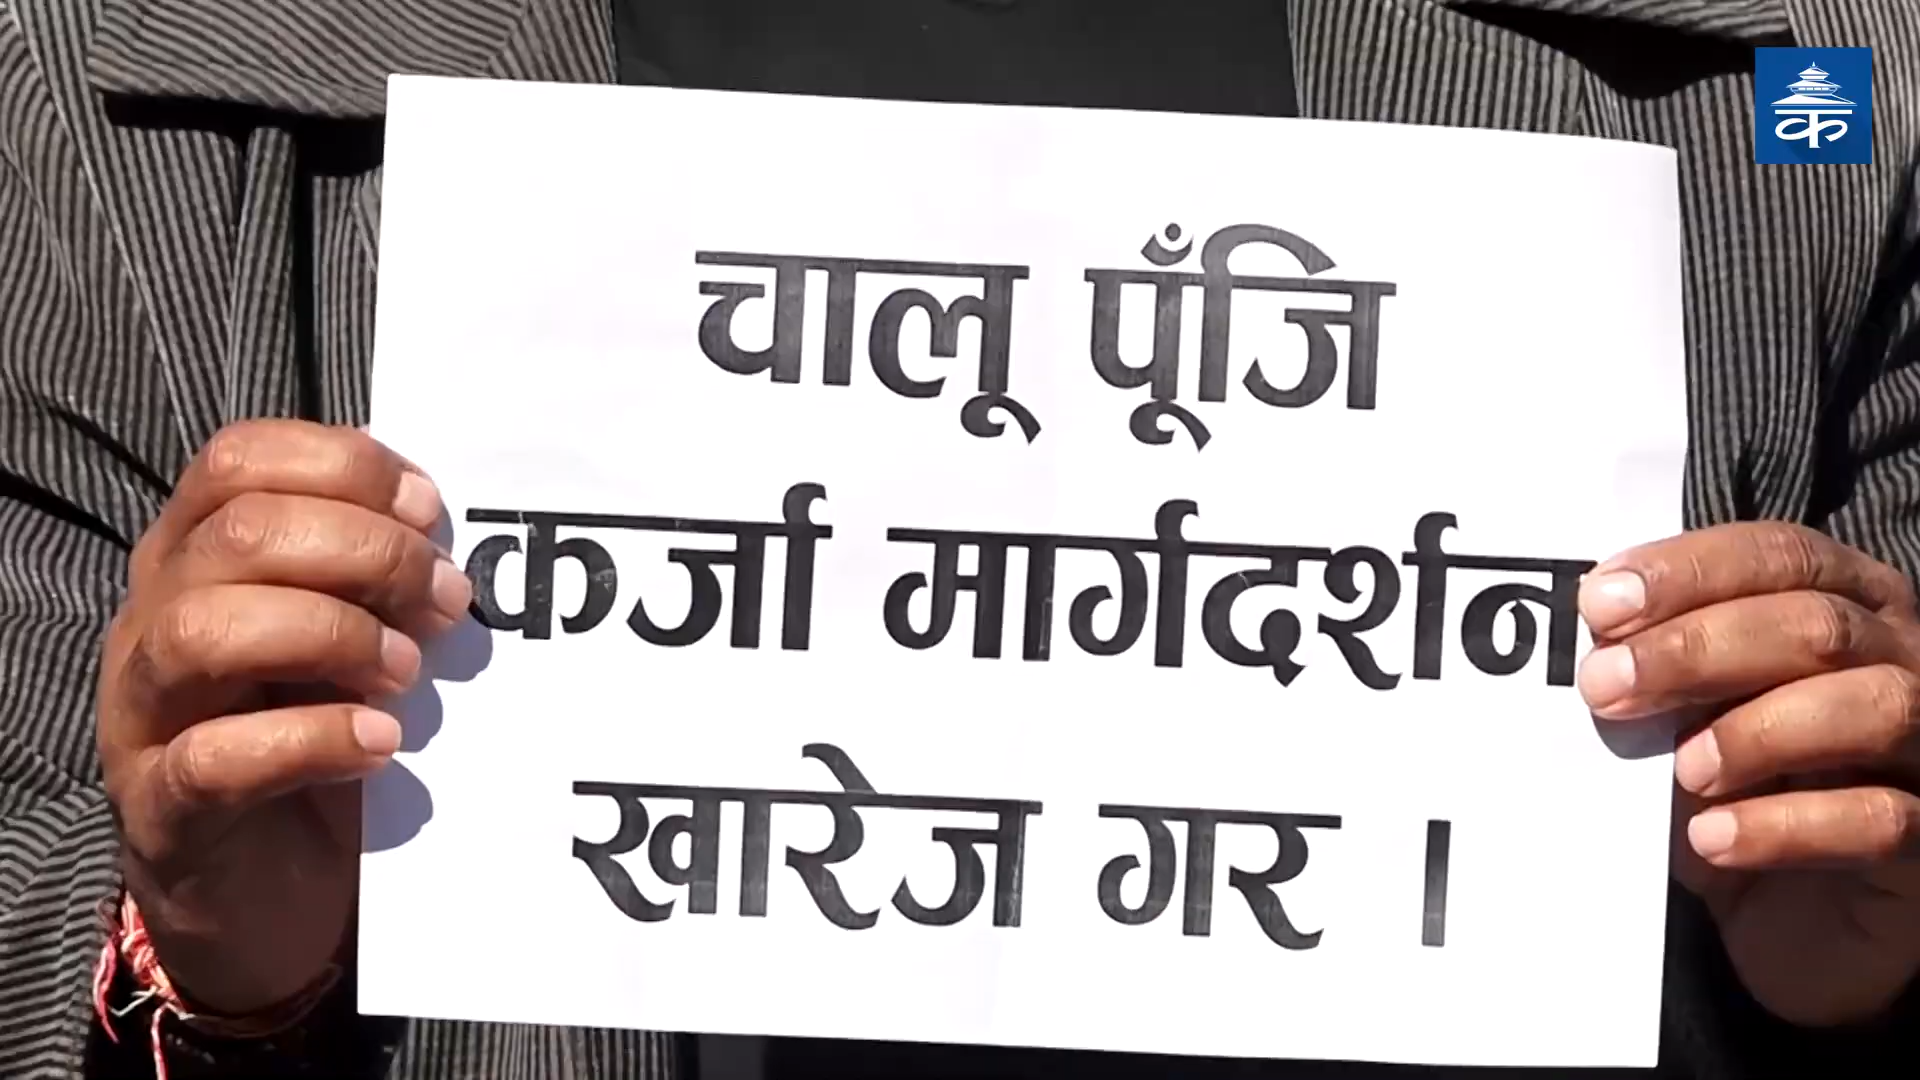 क
चालू पूँजि
कर्जा मार्गदर्शन
खारेज गर ।